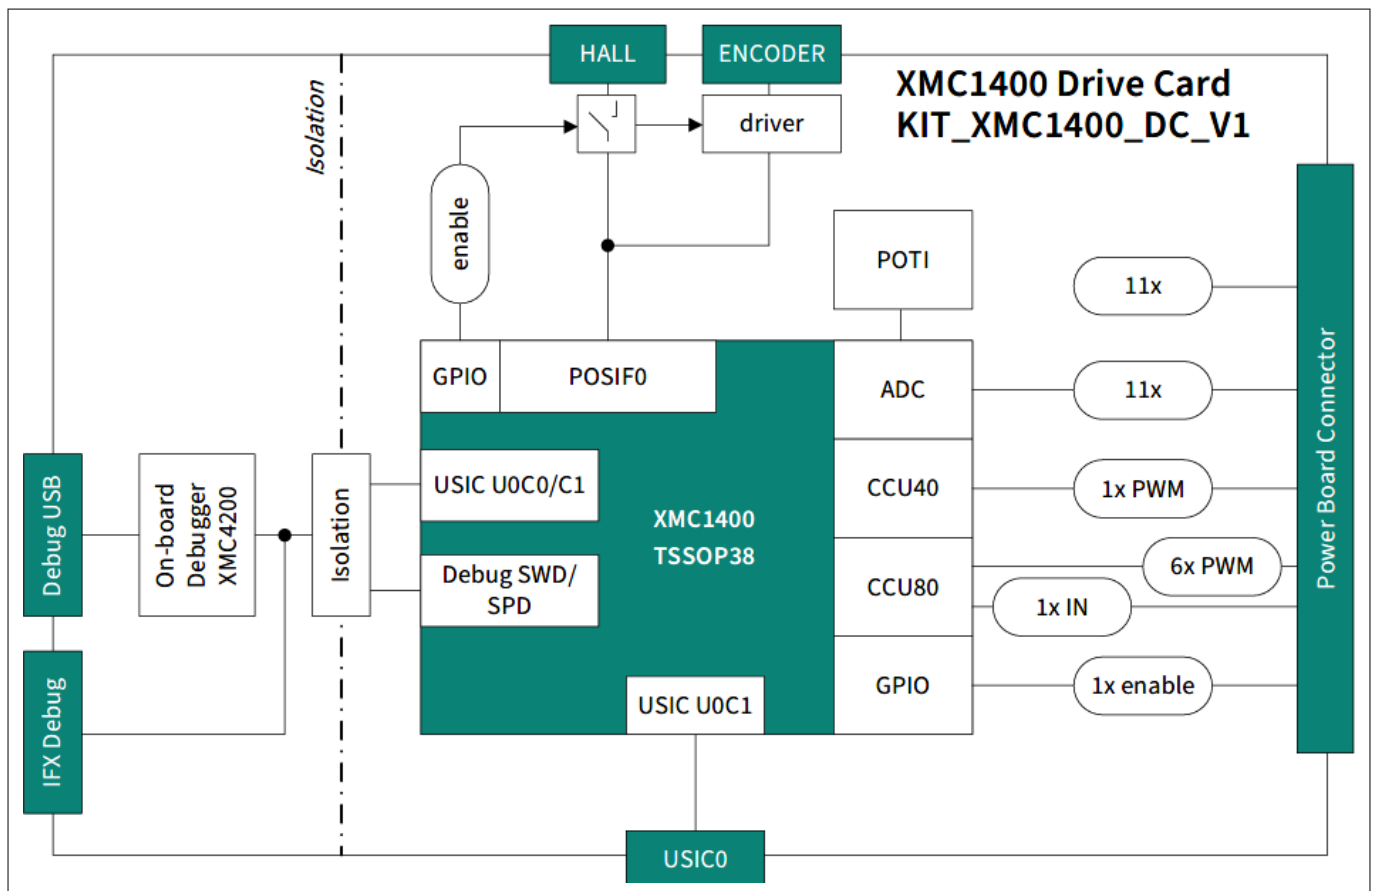 HALL
ENCODER
XMC1400 Drive Card
KIT_XMC1400_DC_V1
Isolation
driver
enable
POTI
11x
GPIO
POSIF0
ADC
11x
Power Board Connector
USIC U0C0/C1
CCU40
1x PWM
Debug USB
On-board
Debugger
XMC4200
Isolation
XMC1400
TSSOP38
Debug SWD/
SPD
CCU80
6x PWM
1x IN
IFX Debug
USIC U0C1
GPIO
1x enable
USIC0